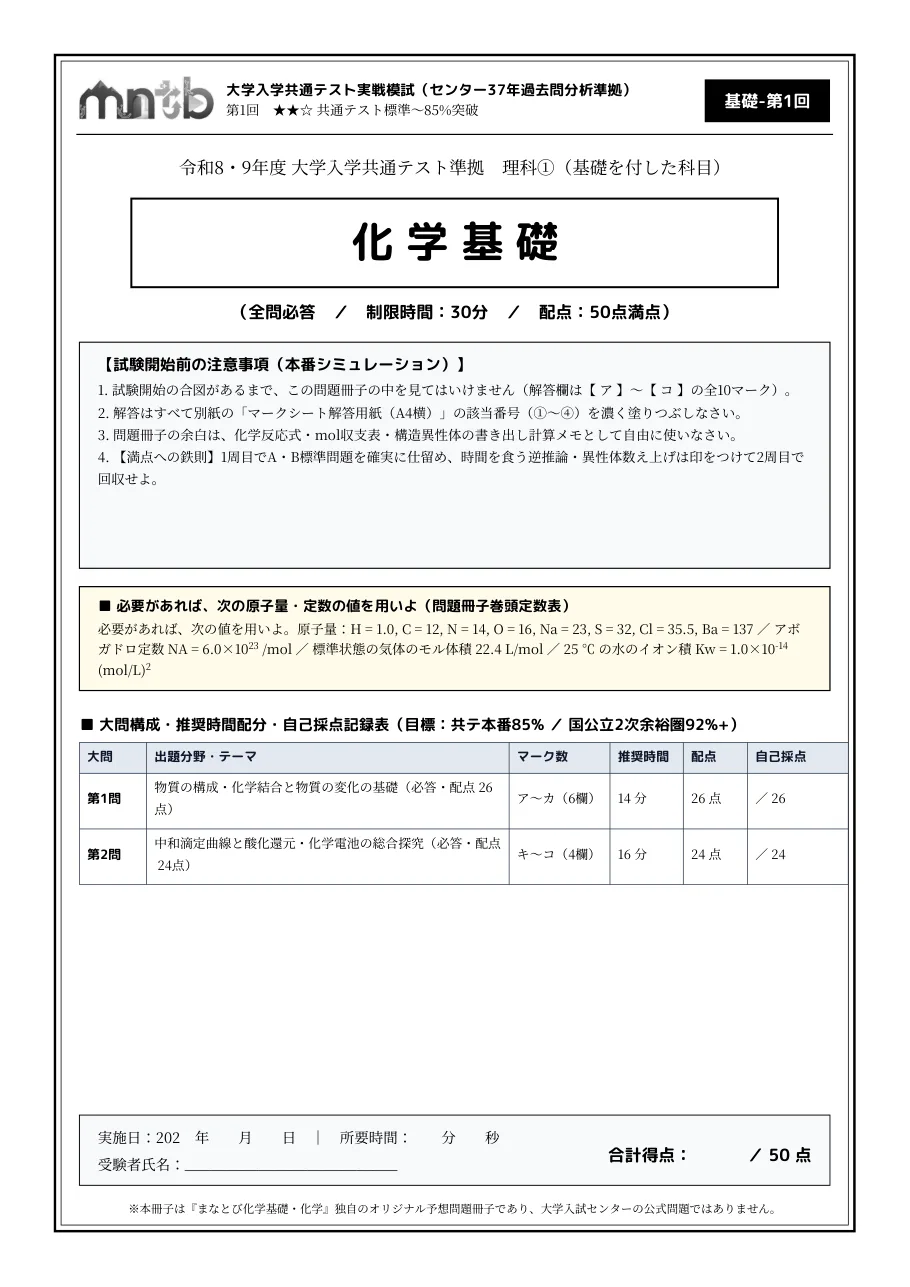 mntb
大学入学共通テスト実戦模試（センター37年過去問分析準拠）
第1回　★★☆ 共通テスト標準～85%突破
基礎-第1回
令和8・9年度 大学入学共通テスト準拠　理科①（基礎を付した科目）
化学基礎
（全問必答　／　制限時間：30分　／　配点：50点満点）
【試験開始前の注意事項（本番シミュレーション）】
1. 試験開始の合図があるまで、この問題冊子の中を見てはいけません（解答欄は【 ア 】～【 コ 】の全10マーク）。
2. 解答はすべて別紙の「マークシート解答用紙（A4横）」の該当番号（①～④）を濃く塗りつぶしなさい。
3. 問題冊子の余白は、化学反応式・mol収支表・構造異性体の書き出し計算メモとして自由に使いなさい。
4. 【満点への鉄則】1周目でA・B標準問題を確実に仕留め、時間を食う逆推論・異性体数え上げは印をつけて2周目で
回収せよ。
■ 必要があれば、次の原子量・定数の値を用いよ（問題冊子巻頭定数表）
必要があれば、次の値を用いよ。原子量：H = 1.0, C = 12, N = 14, O = 16, Na = 23, S = 32, Cl = 35.5, Ba = 137 ／ アボ
ガドロ定数 NA = 6.0×10²³ /mol ／ 標準状態の気体のモル体積 22.4 L/mol ／ 25 ℃ の水のイオン積 Kw = 1.0×10⁻¹⁴
(mol/L)²
■ 大問構成・推奨時間配分・自己採点記録表（目標：共テ本番85% ／ 国公立2次余裕圏92%+）
大問　出題分野・テーマ　マーク数　推奨時間　配点　自己採点
第1問　物質の構成・化学結合と物質の変化の基礎（必答・配点 26
点）　ア～カ（6欄）　14 分　26 点　／ 26
第2問　中和滴定曲線と酸化還元・化学電池の総合探究（必答・配点
24点）　キ～コ（4欄）　16 分　24 点　／ 24
実施日：202　年　　月　　日　｜　所要時間：　　分　　秒
受験者氏名：______________________________
合計得点：　　　／ 50 点
※本冊子は『まなとび化学基礎・化学』独自のオリジナル予想問題冊子であり、大学入試センターの公式問題ではありません。